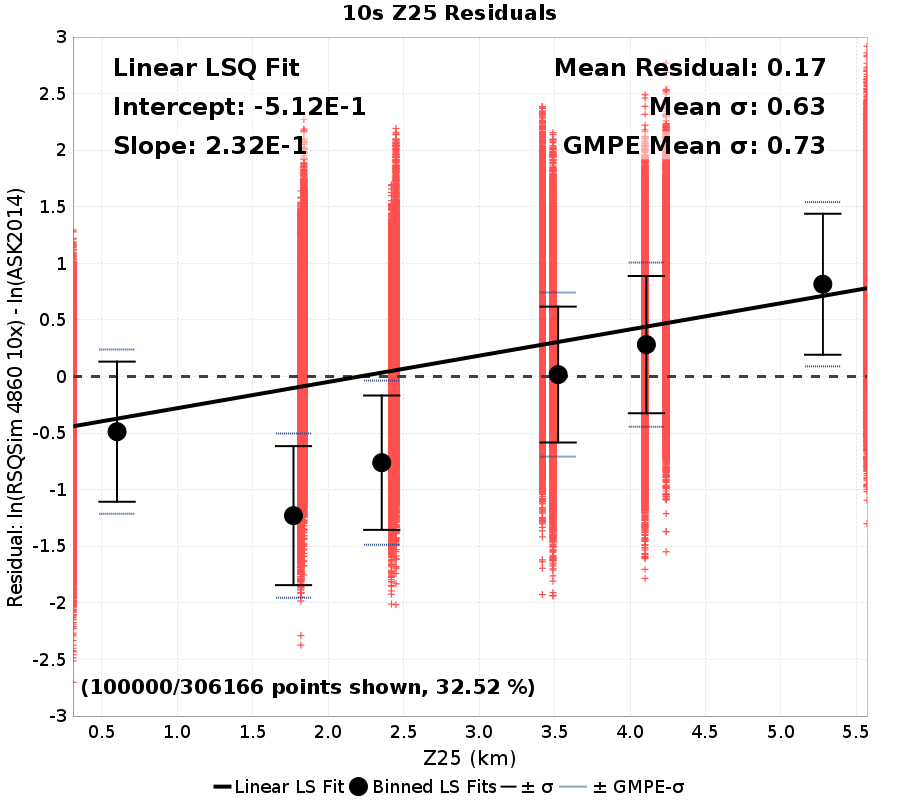 10s Z25 Residuals
Linear LSQ Fit
Intercept: -5.12E-1
Slope: 2.32E-1
Mean Residual: 0.17
Mean σ: 0.63
GMPE Mean σ: 0.73
Residual: ln(RSQSim 4860 10x) - ln(ASK2014)
3
2.5
2
1.5
1
0.5
0
-0.5
-1
-1.5
-2
-2.5
-3
(100000/306166 points shown, 32.52 %)
0.5 1.0 1.5 2.0 2.5 3.0 3.5 4.0 4.5 5.0 5.5
Z25 (km)
Linear LS Fit Binned LS Fits ± σ ± GMPE-σ